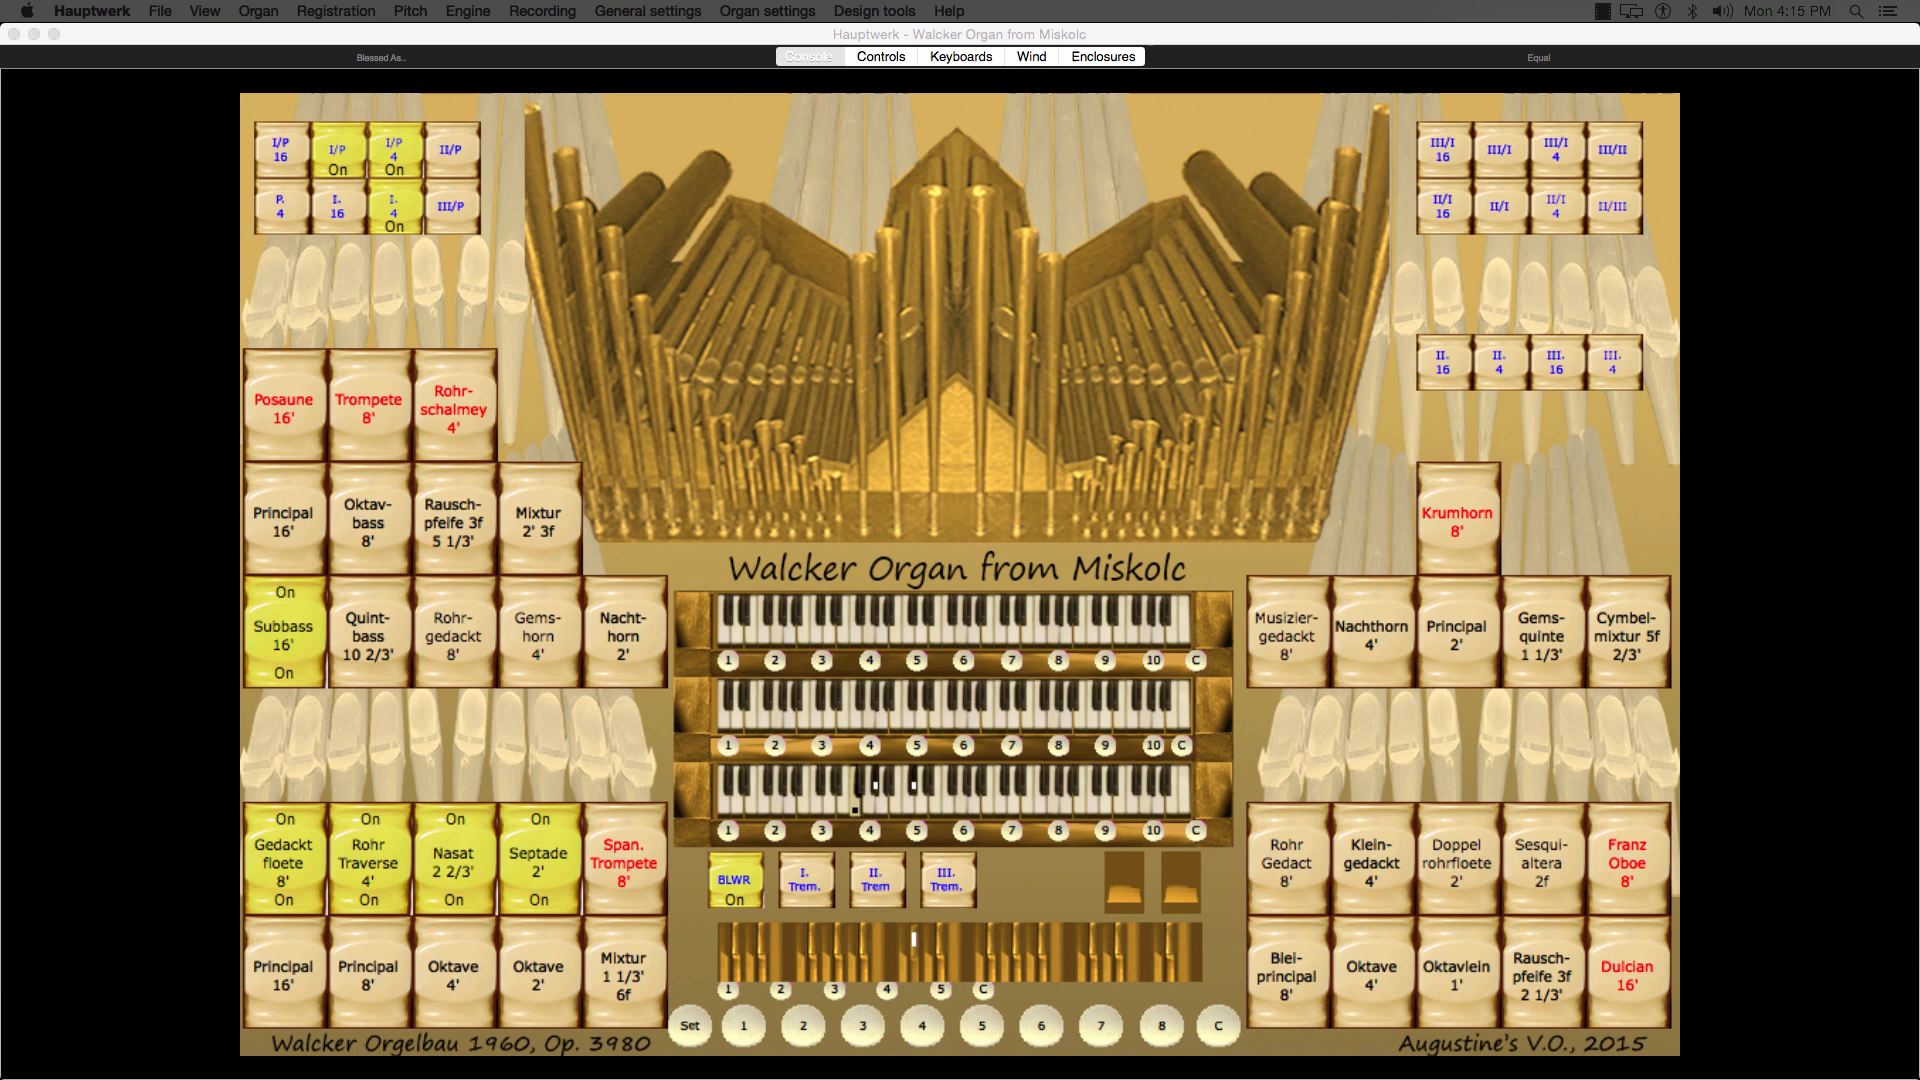 Hauptwerk File View Organ Registration Pitch Engine Recording General settings Organ settings Design tools Help Mon 4:15 PM
Hauptwerk - Walcker Organ from Miskolc
Blessed As.. Console Controls Keyboards Wind Enclosures Equal
I/P
16
I/P
On
I/P
4
On
II/P
P.
4
I.
16
I.
4
On
III/P
III/I
16
III/I
III/I
4
III/II
II/I
16
II/I
II/I
4
II/III
II.
16
II.
4
III.
16
III.
4
Posaune
16'
Trompete
8'
Rohr-
schalmey
4'
Principal
16'
Oktav-
bass
8'
Rausch-
pfeife 3f
5 1/3'
Mixtur
2' 3f
Krumhorn
8'
Walcker Organ from Miskolc
On
Subbass
16'
On
Quint-
bass
10 2/3'
Rohr-
gedackt
8'
Gems-
horn
4'
Nacht-
horn
2'
Musizier-
gedackt
8'
Nachthorn
4'
Principal
2'
Gems-
quinte
1 1/3'
Cymbel-
mixtur 5f
2/3'
1 2 3 4 5 6 7 8 9 10 C
1 2 3 4 5 6 7 8 9 10 C
1 2 3 4 5 6 7 8 9 10 C
On
Gedackt
floete
8'
On
On
Rohr
Traverse
4'
On
On
Nasat
2 2/3'
On
On
Septade
2'
On
Span.
Trompete
8'
BLWR
On
I.
Trem.
II.
Trem
III.
Trem.
Rohr
Gedact
8'
Klein-
gedackt
4'
Doppel
rohrfloete
2'
Sesqui-
altera
2f
Franz
Oboe
8'
Principal
16'
Principal
8'
Oktave
4'
Oktave
2'
Mixtur
1 1/3'
6f
1 2 3 4 5 C
Set 1 2 3 4 5 6 7 8 C
Blei-
principal
8'
Oktave
4'
Oktavlein
1'
Rausch-
pfeife 3f
2 1/3'
Dulcian
16'
Walcker Orgelbau 1960, Op. 3980
Augustine's V.O., 2015